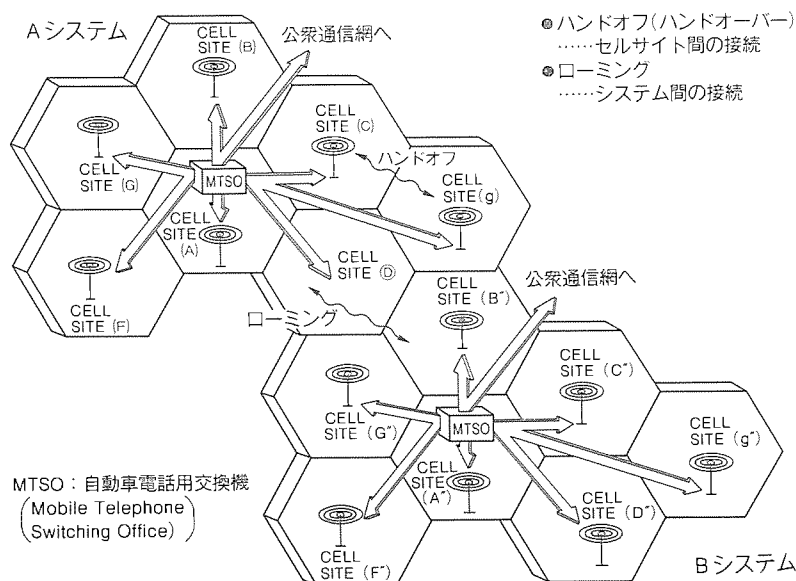 Aシステム
CELL
SITE (B)
公衆通信網へ
●ハンドオフ(ハンドオーバー)
……セルサイト間の接続
●ローミング
……システム間の接続
CELL
SITE (G)
CELL
SITE (C)
ハンドオフ
CELL
SITE (g)
MTSO
CELL
SITE
(A)
CELL
SITE Ⓓ
CELL
SITE (F)
ローミング
CELL
SITE (B″)
公衆通信網へ
CELL
SITE (C″)
CELL
SITE (G″)
MTSO
CELL
SITE (g″)
CELL
SITE
(A″)
CELL
SITE (D″)
CELL
SITE (F″)
MTSO:自動車電話用交換機
(Mobile Telephone
Switching Office)
Bシステム